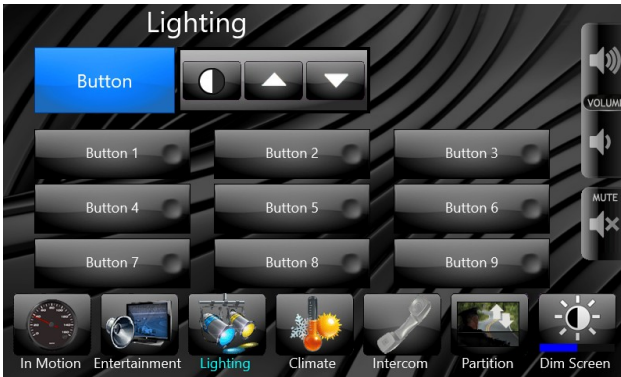 Lighting
Button
VOLUM
Button 1 Button 2 Button 3
MUTE
Button 4 Button 5 Button 6
Button 7 Button 8 Button 9
In Motion Entertainment Lighting Climate Intercom Partition Dim Screen